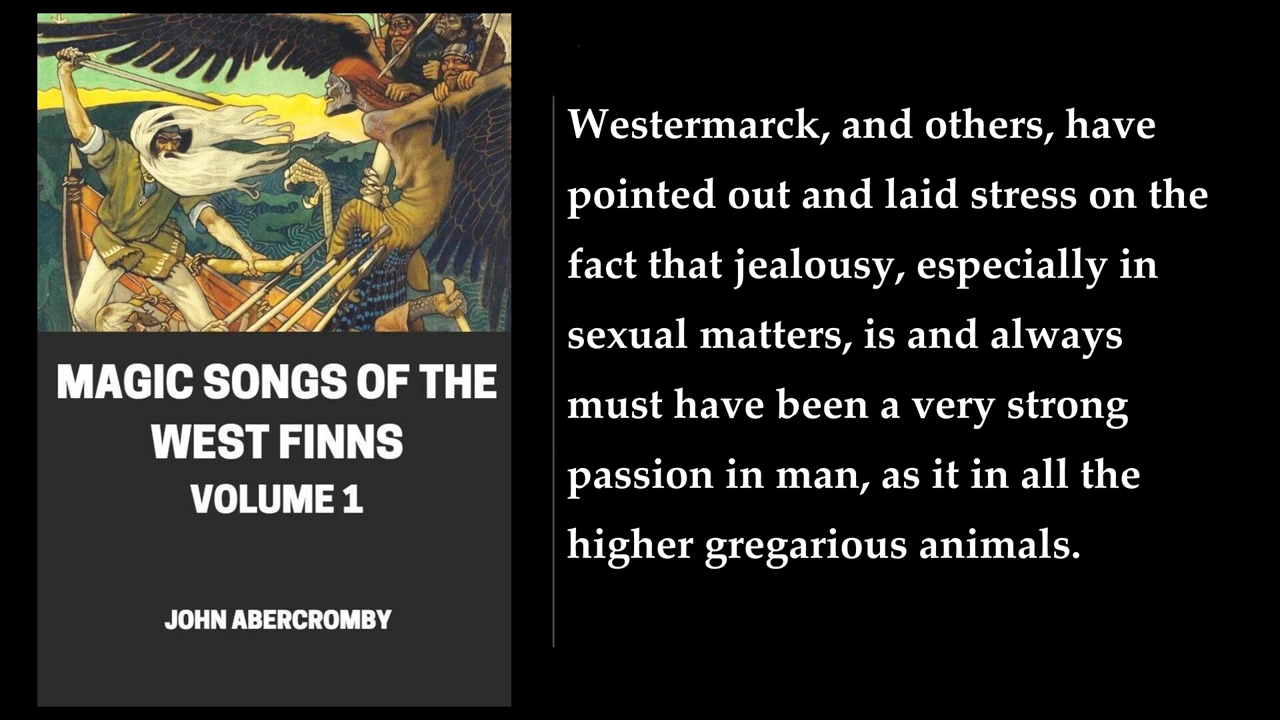 MAGIC SONGS OF THE
WEST FINNS
VOLUME 1
JOHN ABERCROMBY
Westermarck, and others, have
pointed out and laid stress on the
fact that jealousy, especially in
sexual matters, is and always
must have been a very strong
passion in man, as it in all the
higher gregarious animals.